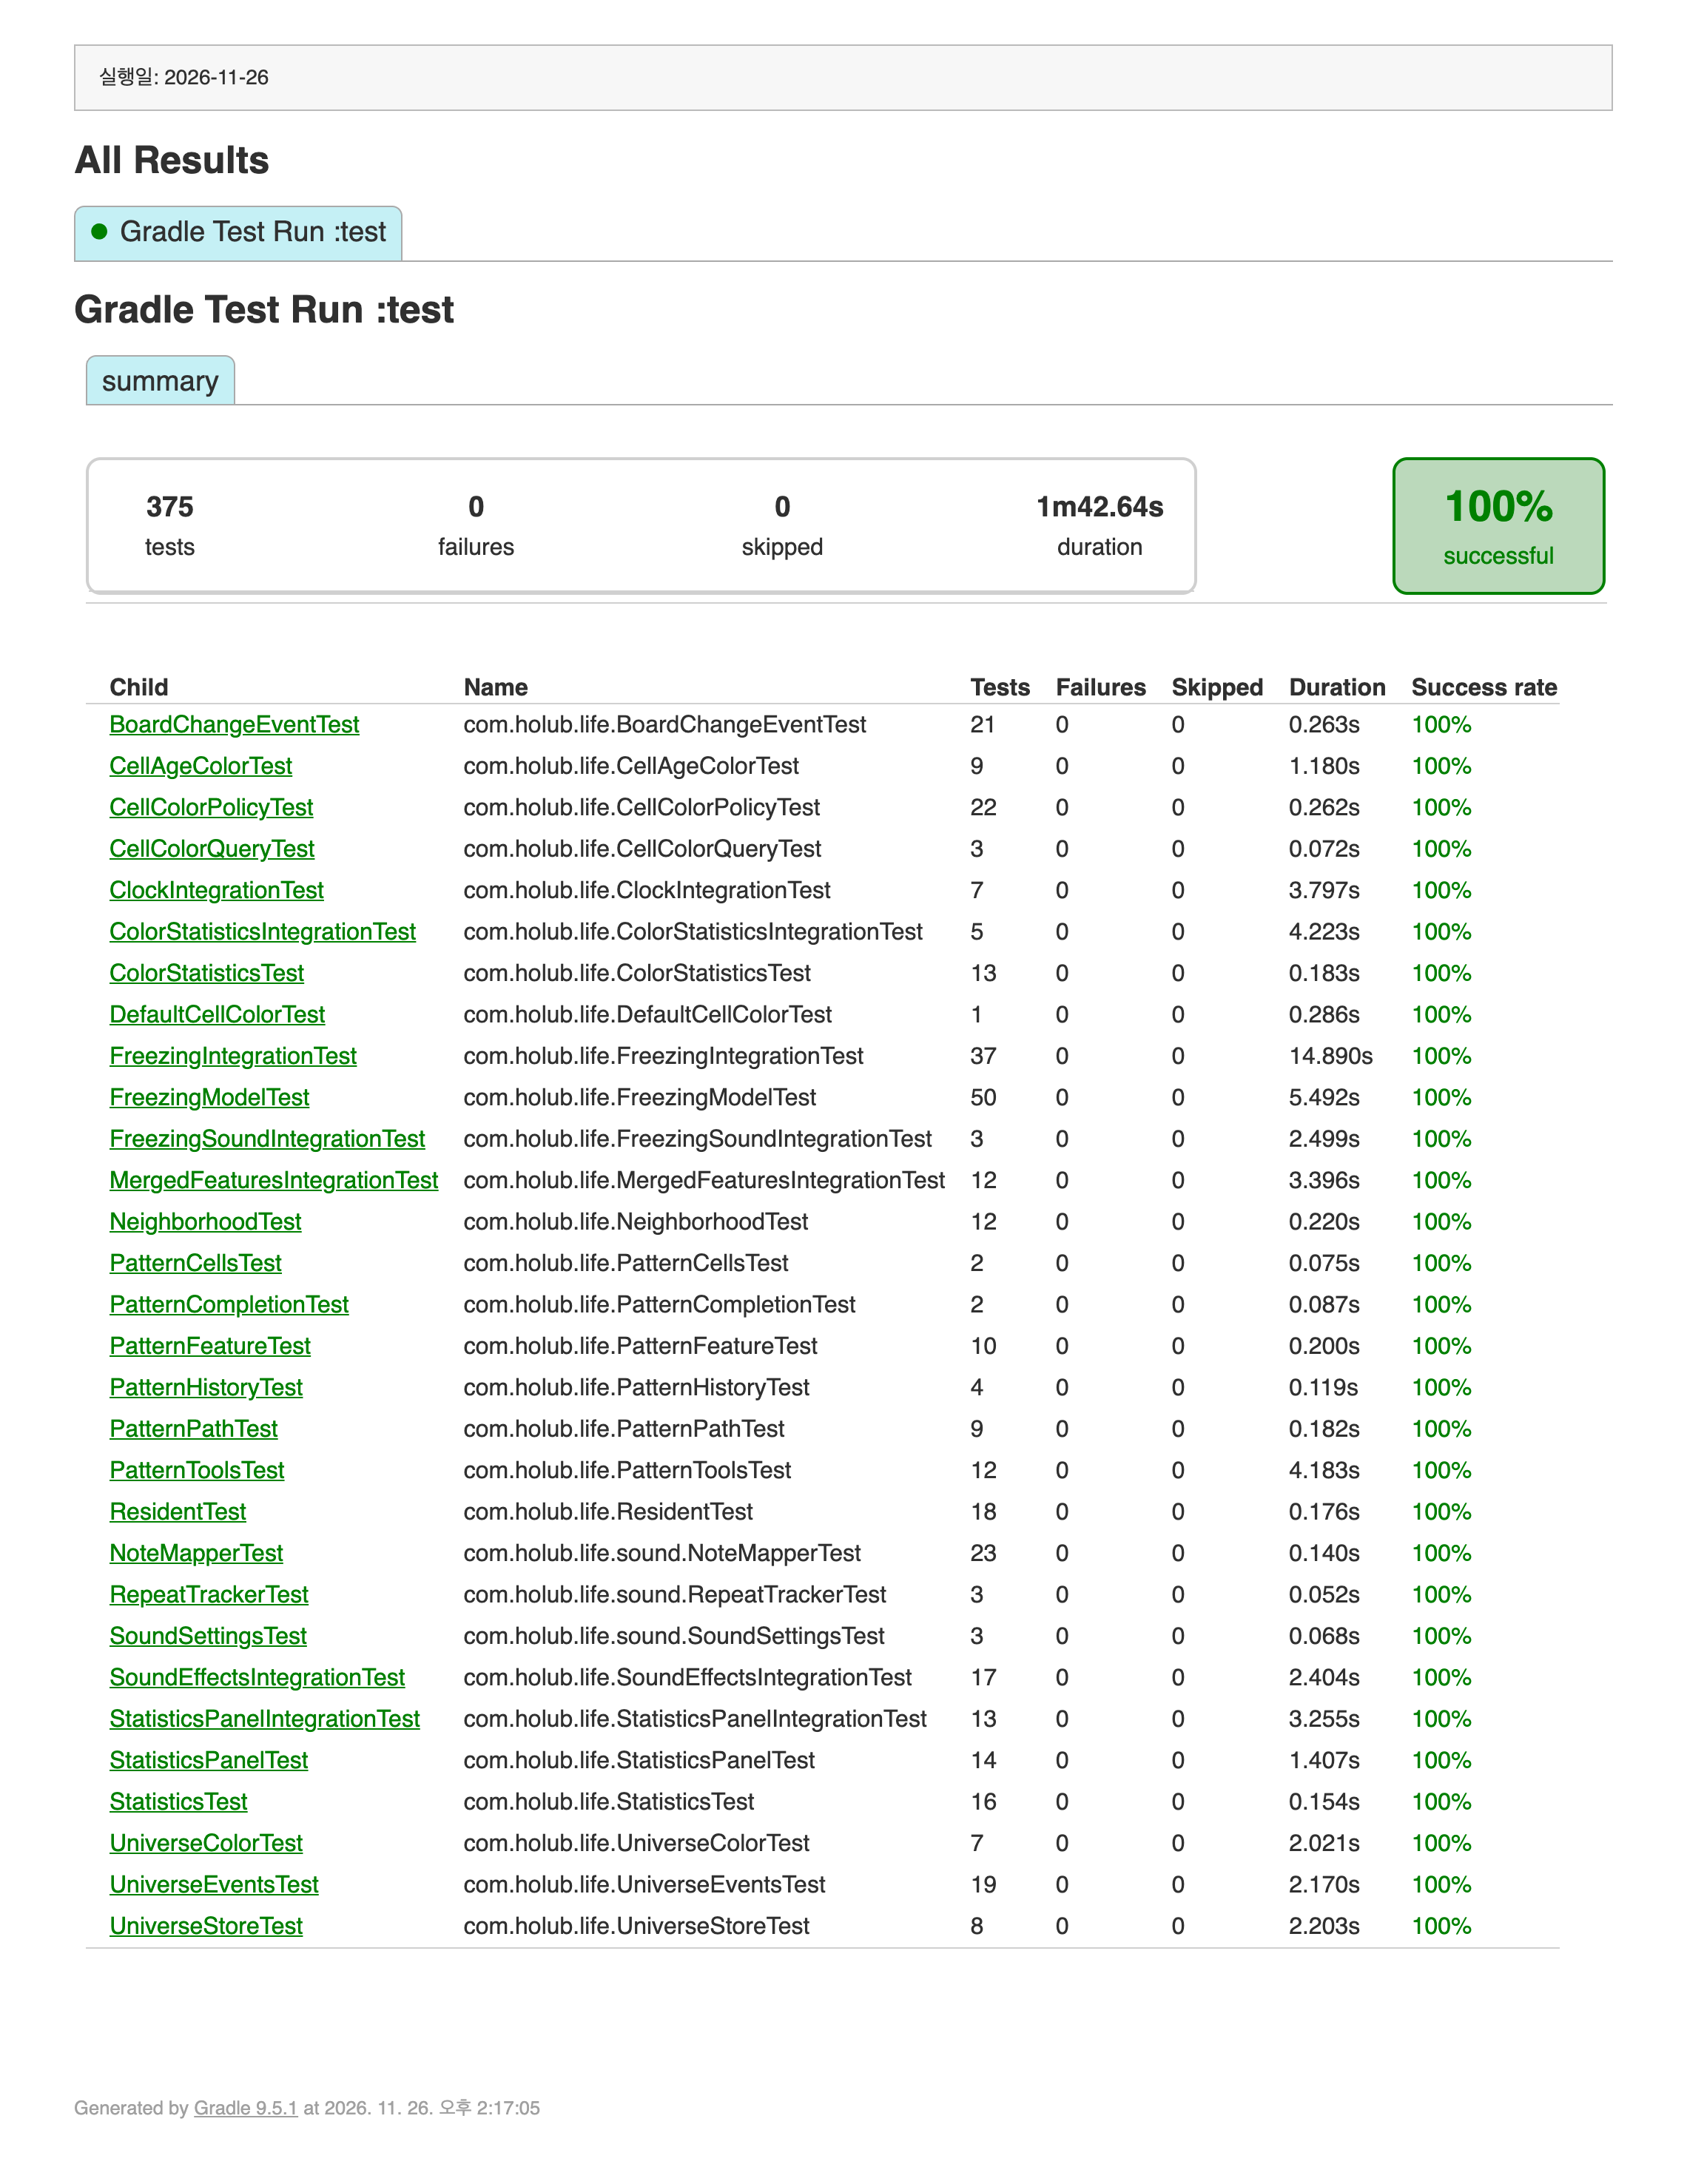 실행일: 2026-11-26
All Results
Gradle Test Run :test
Gradle Test Run :test
summary
375 0 0 1m42.64s 100%
tests failures skipped duration successful
Child Name Tests Failures Skipped Duration Success rate
BoardChangeEventTest com.holub.life.BoardChangeEventTest 21 0 0 0.263s 100%
CellAgeColorTest com.holub.life.CellAgeColorTest 9 0 0 1.180s 100%
CellColorPolicyTest com.holub.life.CellColorPolicyTest 22 0 0 0.262s 100%
CellColorQueryTest com.holub.life.CellColorQueryTest 3 0 0 0.072s 100%
ClockIntegrationTest com.holub.life.ClockIntegrationTest 7 0 0 3.797s 100%
ColorStatisticsIntegrationTest com.holub.life.ColorStatisticsIntegrationTest 5 0 0 4.223s 100%
ColorStatisticsTest com.holub.life.ColorStatisticsTest 13 0 0 0.183s 100%
DefaultCellColorTest com.holub.life.DefaultCellColorTest 1 0 0 0.286s 100%
FreezingIntegrationTest com.holub.life.FreezingIntegrationTest 37 0 0 14.890s 100%
FreezingModelTest com.holub.life.FreezingModelTest 50 0 0 5.492s 100%
FreezingSoundIntegrationTest com.holub.life.FreezingSoundIntegrationTest 3 0 0 2.499s 100%
MergedFeaturesIntegrationTest com.holub.life.MergedFeaturesIntegrationTest 12 0 0 3.396s 100%
NeighborhoodTest com.holub.life.NeighborhoodTest 12 0 0 0.220s 100%
PatternCellsTest com.holub.life.PatternCellsTest 2 0 0 0.075s 100%
PatternCompletionTest com.holub.life.PatternCompletionTest 2 0 0 0.087s 100%
PatternFeatureTest com.holub.life.PatternFeatureTest 10 0 0 0.200s 100%
PatternHistoryTest com.holub.life.PatternHistoryTest 4 0 0 0.119s 100%
PatternPathTest com.holub.life.PatternPathTest 9 0 0 0.182s 100%
PatternToolsTest com.holub.life.PatternToolsTest 12 0 0 4.183s 100%
ResidentTest com.holub.life.ResidentTest 18 0 0 0.176s 100%
NoteMapperTest com.holub.life.sound.NoteMapperTest 23 0 0 0.140s 100%
RepeatTrackerTest com.holub.life.sound.RepeatTrackerTest 3 0 0 0.052s 100%
SoundSettingsTest com.holub.life.sound.SoundSettingsTest 3 0 0 0.068s 100%
SoundEffectsIntegrationTest com.holub.life.SoundEffectsIntegrationTest 17 0 0 2.404s 100%
StatisticsPanelIntegrationTest com.holub.life.StatisticsPanelIntegrationTest 13 0 0 3.255s 100%
StatisticsPanelTest com.holub.life.StatisticsPanelTest 14 0 0 1.407s 100%
StatisticsTest com.holub.life.StatisticsTest 16 0 0 0.154s 100%
UniverseColorTest com.holub.life.UniverseColorTest 7 0 0 2.021s 100%
UniverseEventsTest com.holub.life.UniverseEventsTest 19 0 0 2.170s 100%
UniverseStoreTest com.holub.life.UniverseStoreTest 8 0 0 2.203s 100%
Generated by Gradle 9.5.1 at 2026. 11. 26. 오후 2:17:05